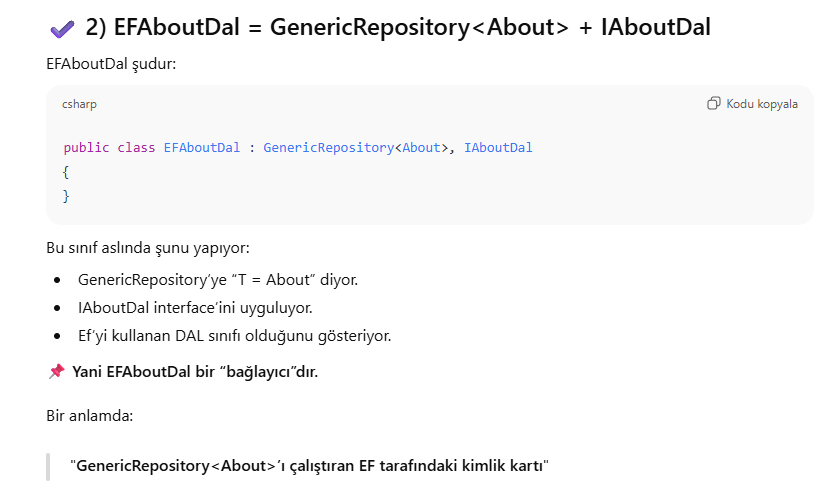 2) EFAboutDal = GenericRepository<About> + IAboutDal
EFAboutDal şudur:
csharp
Kodu kopyala
public class EFAboutDal : GenericRepository<About>, IAboutDal
{
}
Bu sınıf aslında şunu yapıyor:
• GenericRepository’ye “T = About” diyor.
• IAboutDal interface’ini uyguluyor.
• Ef’yi kullanan DAL sınıfı olduğunu gösteriyor.
Yani EFAboutDal bir “bağlayıcı”dır.
Bir anlamda:
"GenericRepository<About>’ı çalıştıran EF tarafındaki kimlik kartı"